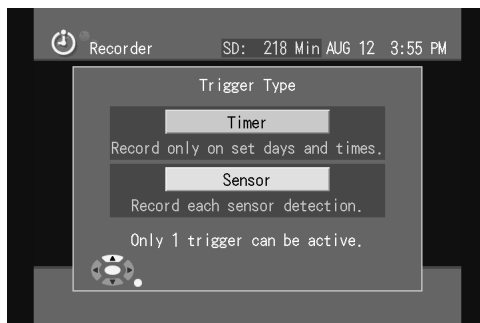 Recorder SD: 218 Min AUG 12 3:55 PM
Trigger Type
Timer
Record only on set days and times.
Sensor
Record each sensor detection.
Only 1 trigger can be active.